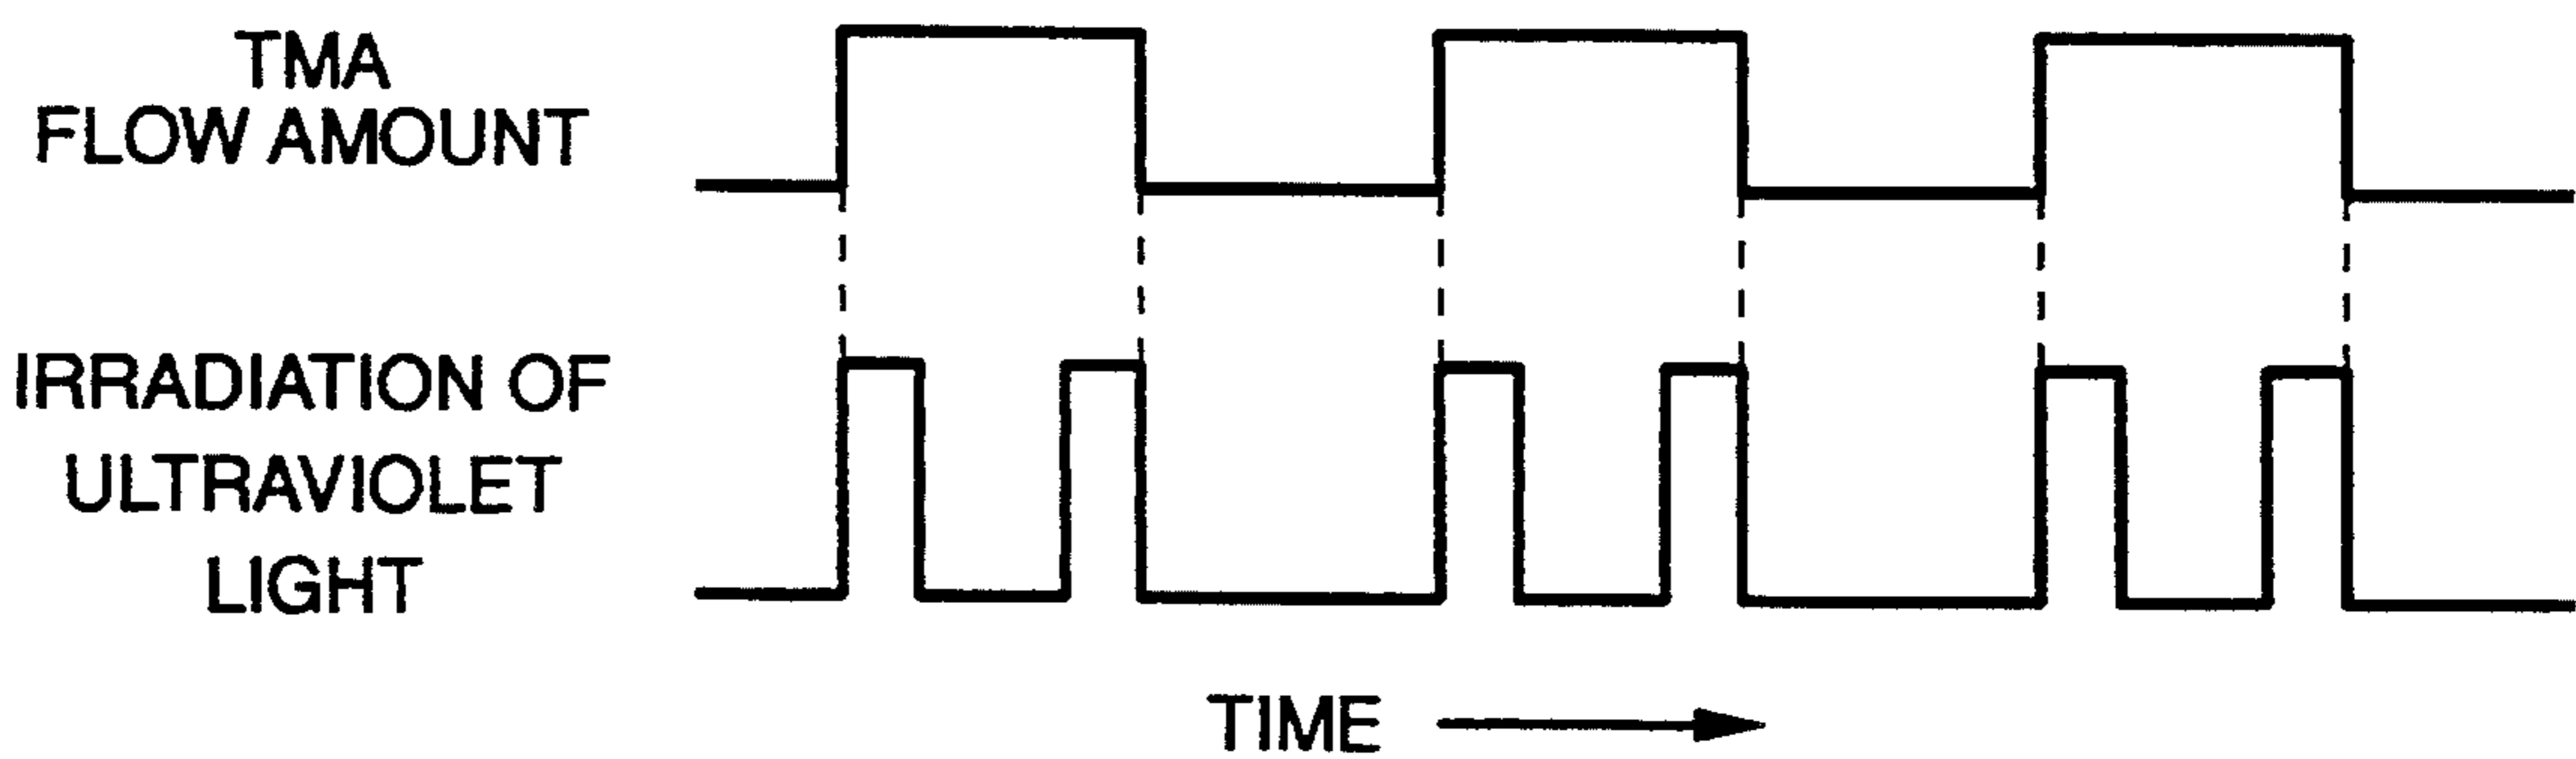 TMA
FLOW AMOUNT
IRRADIATION OF
ULTRAVIOLET
LIGHT
TIME